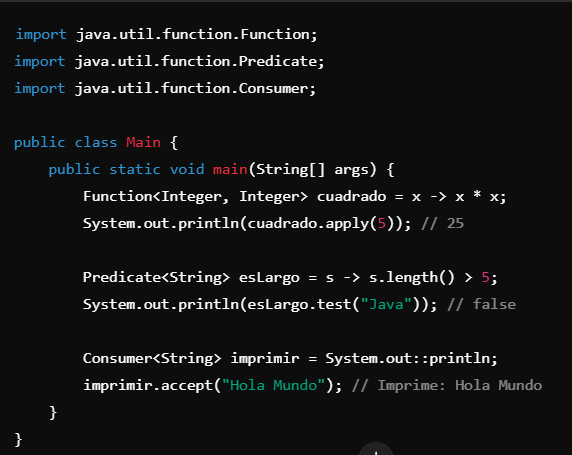 import java.util.function.Function;
import java.util.function.Predicate;
import java.util.function.Consumer;

public class Main {
    public static void main(String[] args) {
        Function<Integer, Integer> cuadrado = x -> x * x;
        System.out.println(cuadrado.apply(5)); // 25

        Predicate<String> esLargo = s -> s.length() > 5;
        System.out.println(esLargo.test("Java")); // false

        Consumer<String> imprimir = System.out::println;
        imprimir.accept("Hola Mundo"); // Imprime: Hola Mundo
    }
}